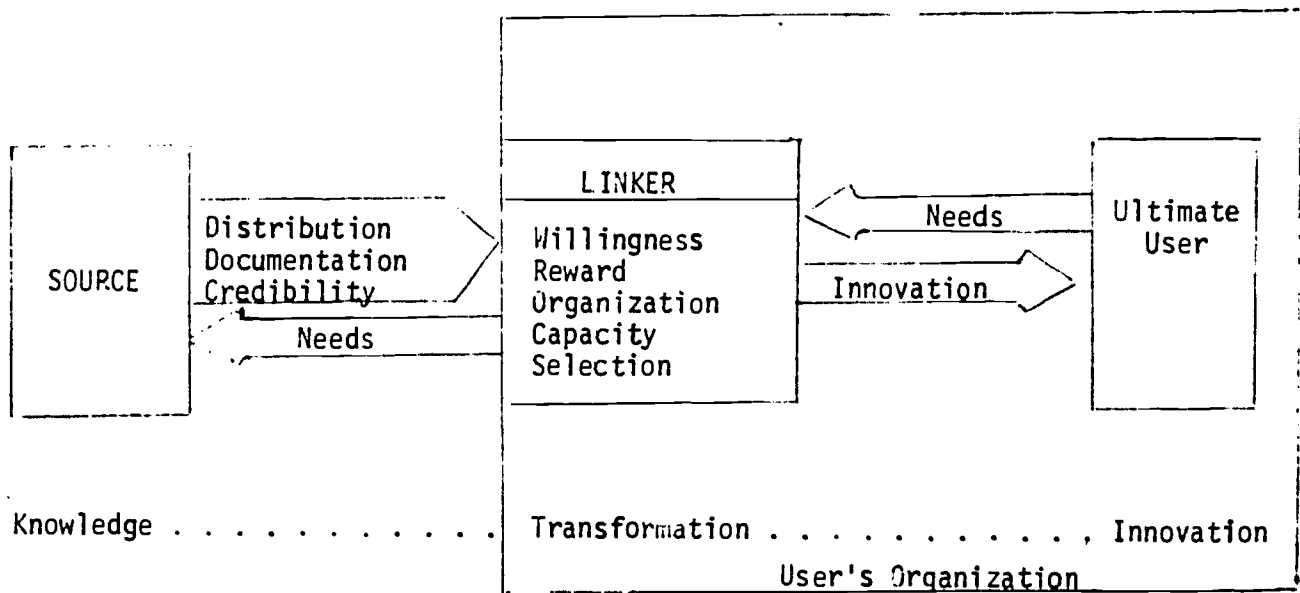 SOURCE
Distribution
Documentation
Credibility
Needs
LINKER
Willingness
Reward
Organization
Capacity
Selection
Needs
Innovation
Ultimate
User
Knowledge . . . . . . . . . . . . Transformation . . . . . . . . . . . . Innovation
User's Organization